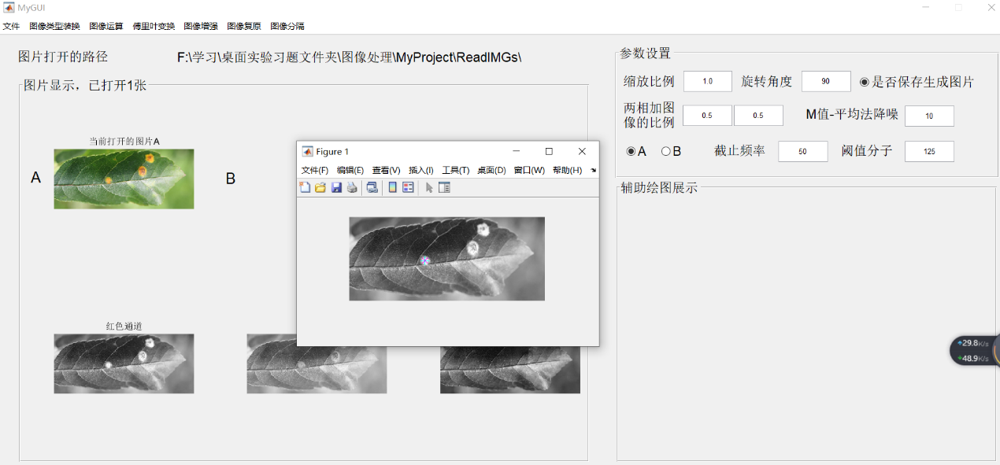 MyGUI
文件 图像类型装换 图像运算 傅里叶变换 图像增强 图像复原 图像分隔
图片打开的路径 F:\学习\桌面实验习题文件夹\图像处理\MyProject\ReadIMGs\
图片显示，已打开1张
当前打开的图片A
A
B
红色通道
Figure 1
文件(F) 编辑(E) 查看(V) 插入(I) 工具(T) 桌面(D) 窗口(W) 帮助(H)
参数设置
缩放比例 1.0 旋转角度 90 是否保存生成图片
两相加图
像的比例 0.5 0.5 M值-平均法降噪 10
A B 截止频率 50 阈值分子 125
辅助绘图展示
29.8K/s
48.9K/s